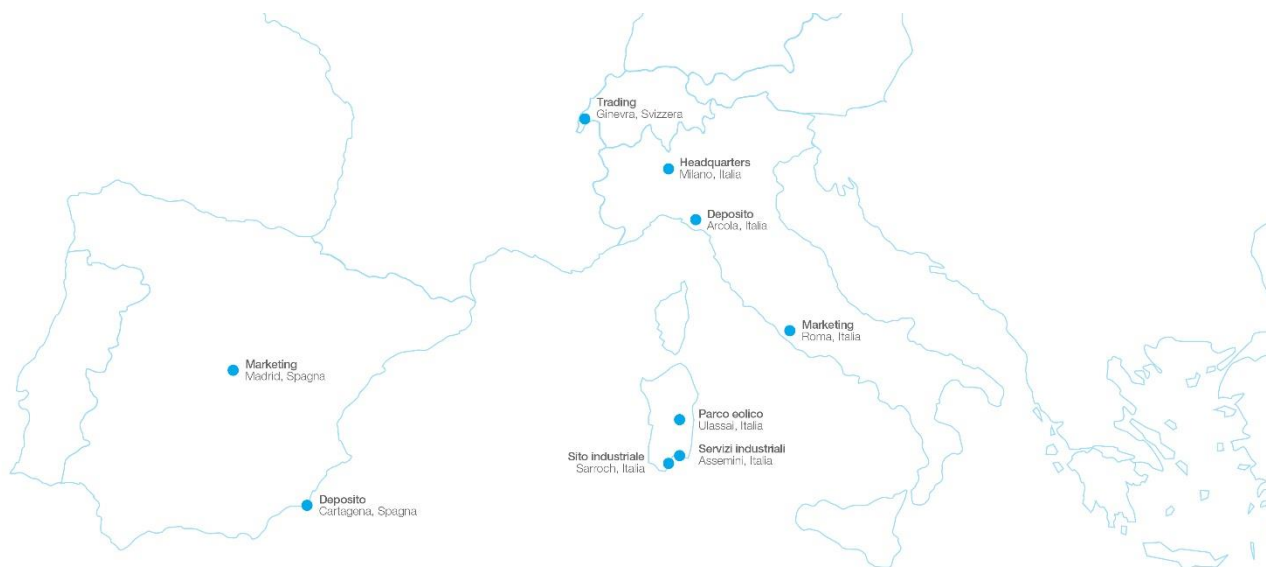 Trading
Ginevra, Svizzera
Headquarters
Milano, Italia
Deposito
Arcola, Italia
Marketing
Roma, Italia
Marketing
Madrid, Spagna
Parco eolico
Ulassai, Italia
Servizi industriali
Assemini, Italia
Sito industriale
Sarroch, Italia
Deposito
Cartagena, Spagna